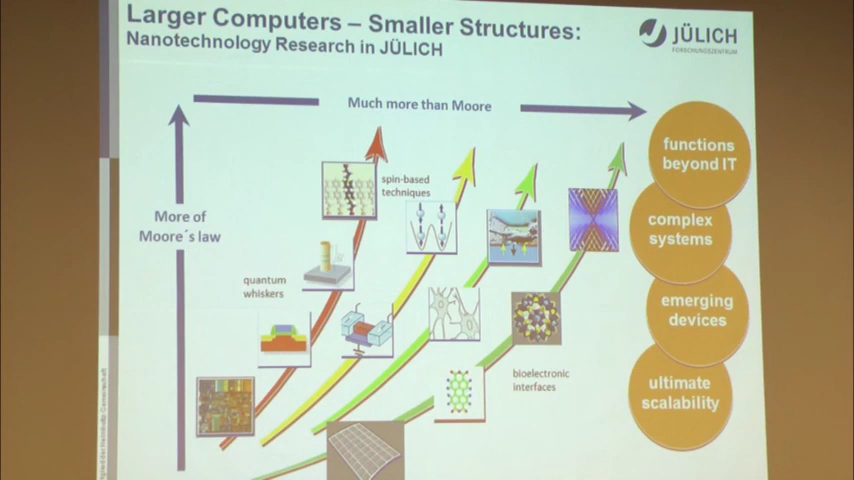 Larger Computers – Smaller Structures:
Nanotechnology Research in JÜLICH
JÜLICH
FORSCHUNGSZENTRUM
Much more than Moore
More of
Moore´s law
spin-based
techniques
quantum
whiskers
bioelectronic
interfaces
functions
beyond IT
complex
systems
emerging
devices
ultimate
scalability